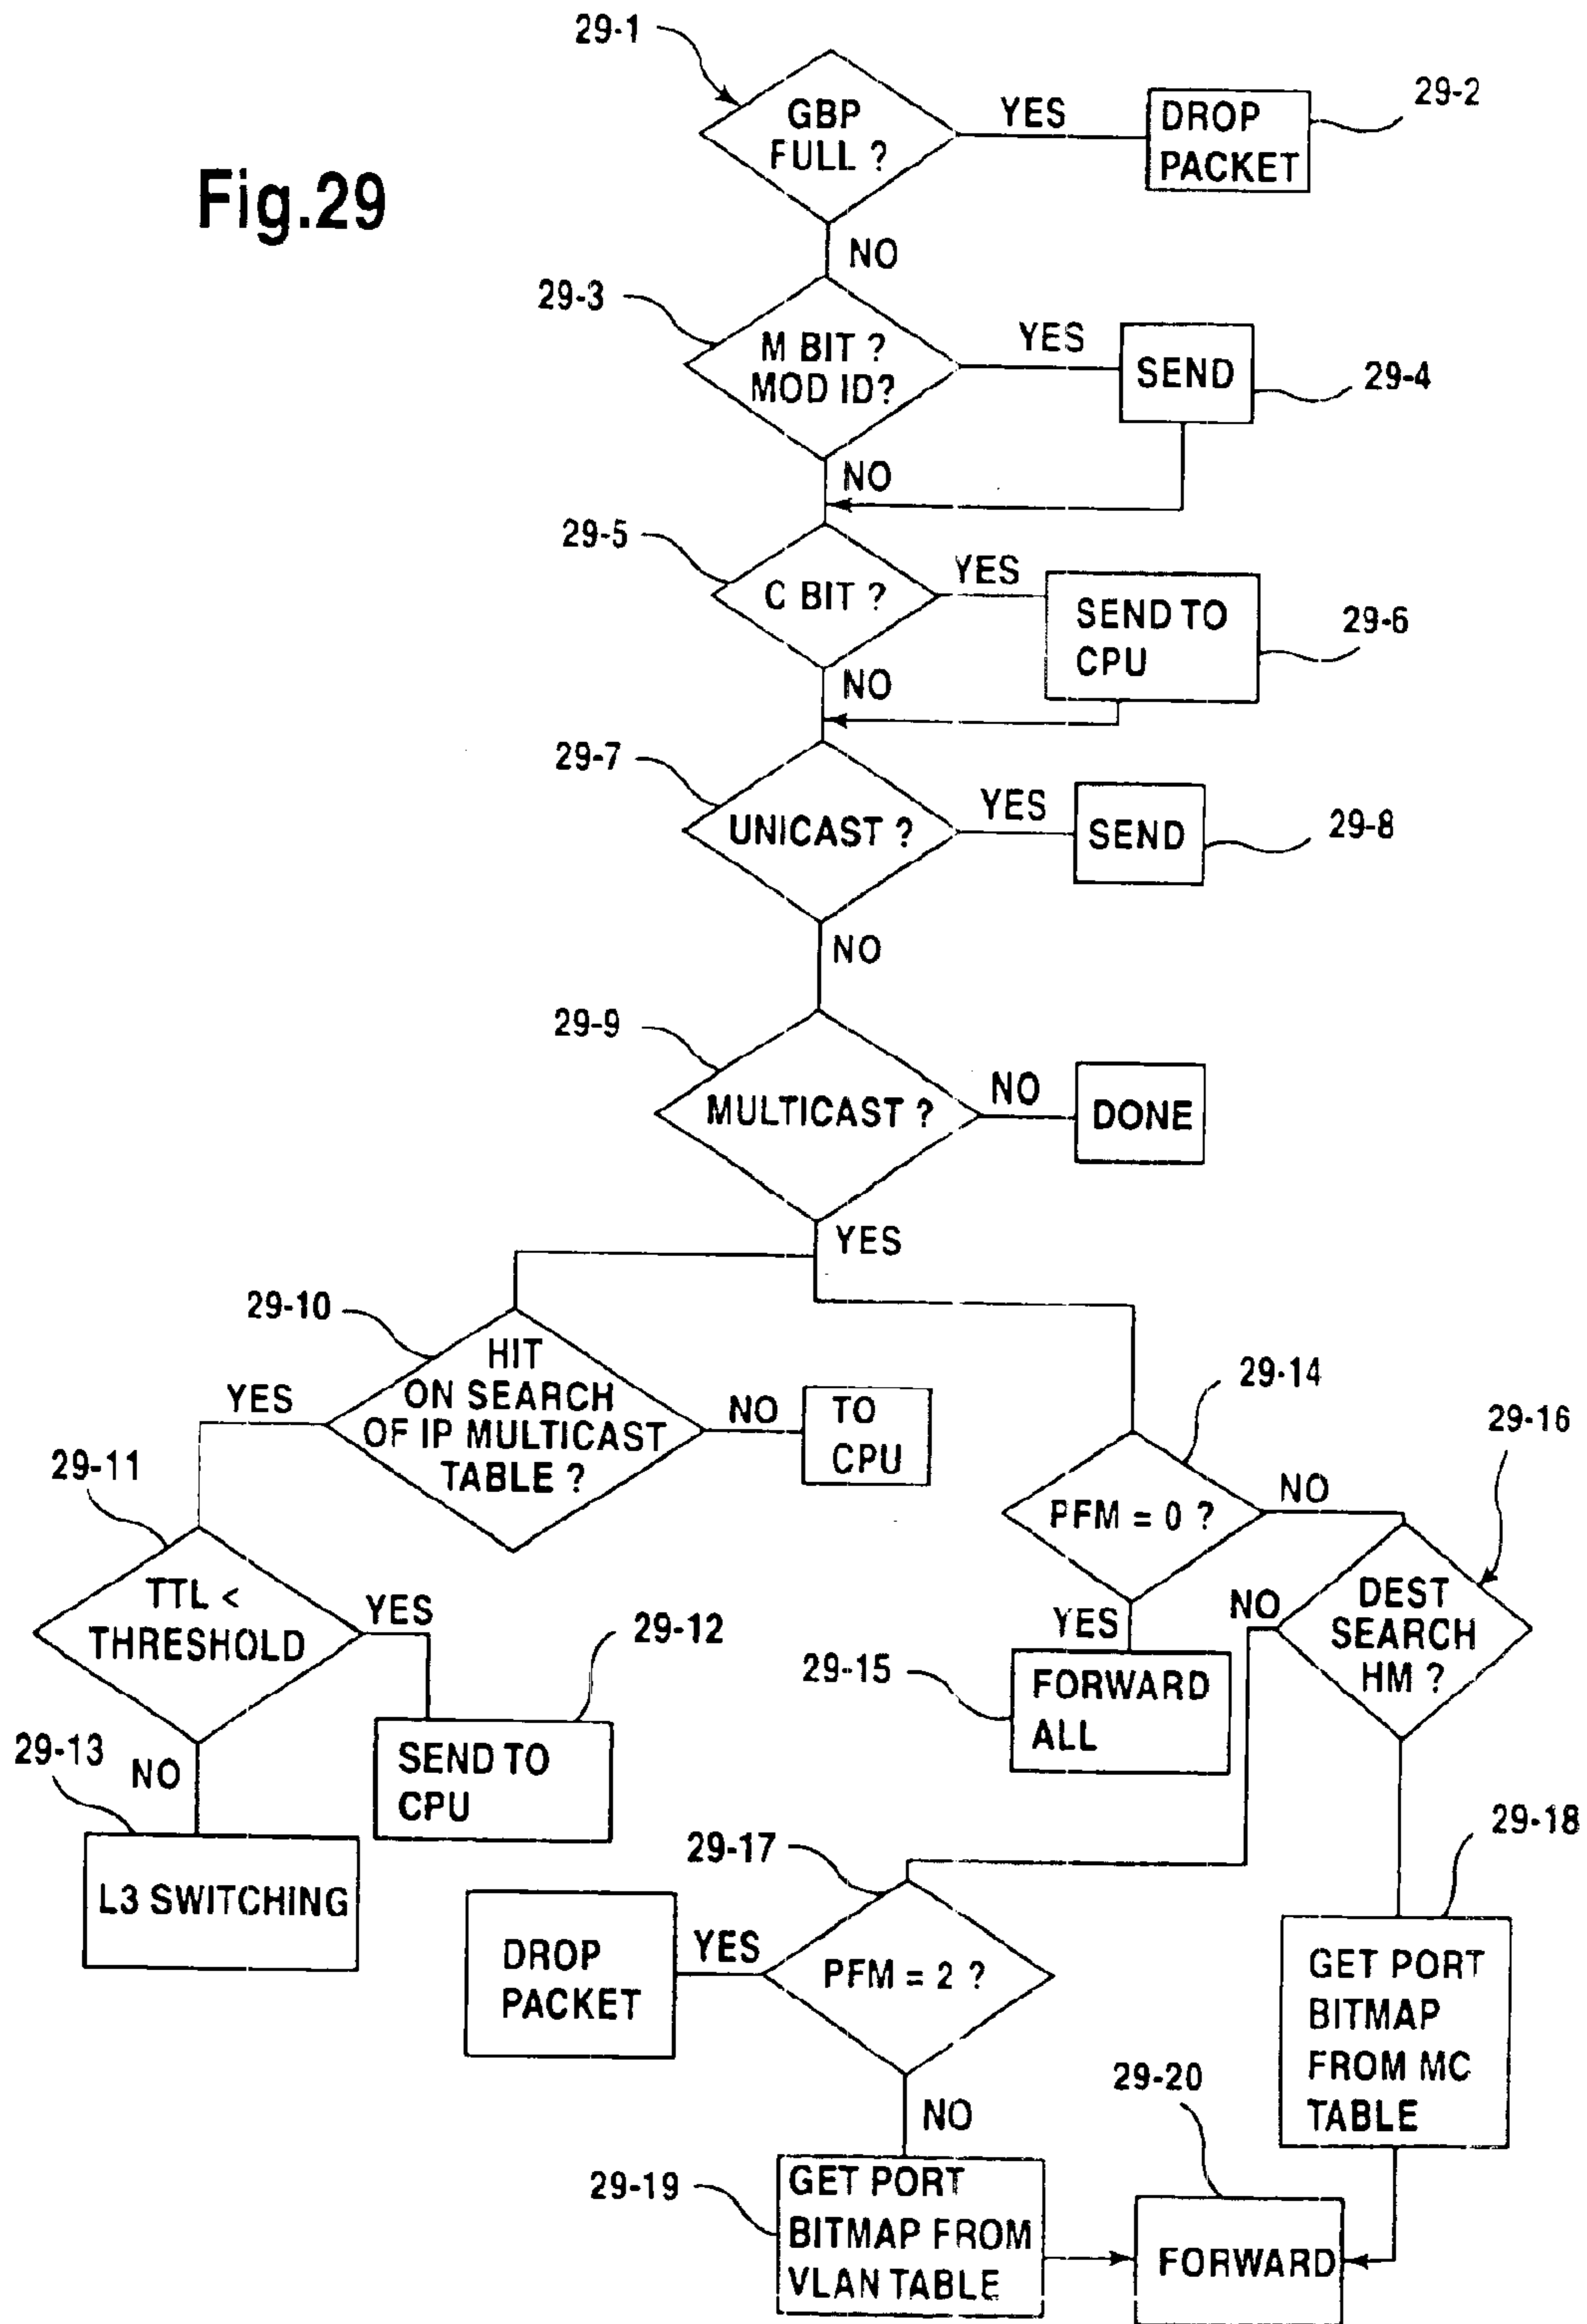 Fig.29
29-1
GBP
FULL ?
YES
DROP
PACKET
29-2
NO
29-3
M BIT ?
MOD ID?
YES
SEND
29-4
NO
29-5
C BIT ?
YES
SEND TO
CPU
29-6
NO
29-7
UNICAST ?
YES
SEND
29-8
NO
29-9
MULTICAST ?
NO
DONE
YES
29-10
HIT
ON SEARCH
OF IP MULTICAST
TABLE ?
YES
NO
TO
CPU
29-11
TTL <
THRESHOLD
YES
29-12
SEND TO
CPU
29-13
NO
L3 SWITCHING
29-14
PFM = 0 ?
NO
YES
29-15
FORWARD
ALL
29-16
DEST
SEARCH
HM ?
NO
29-17
PFM = 2 ?
YES
DROP
PACKET
NO
29-18
GET PORT
BITMAP
FROM MC
TABLE
29-19
GET PORT
BITMAP FROM
VLAN TABLE
29-20
FORWARD